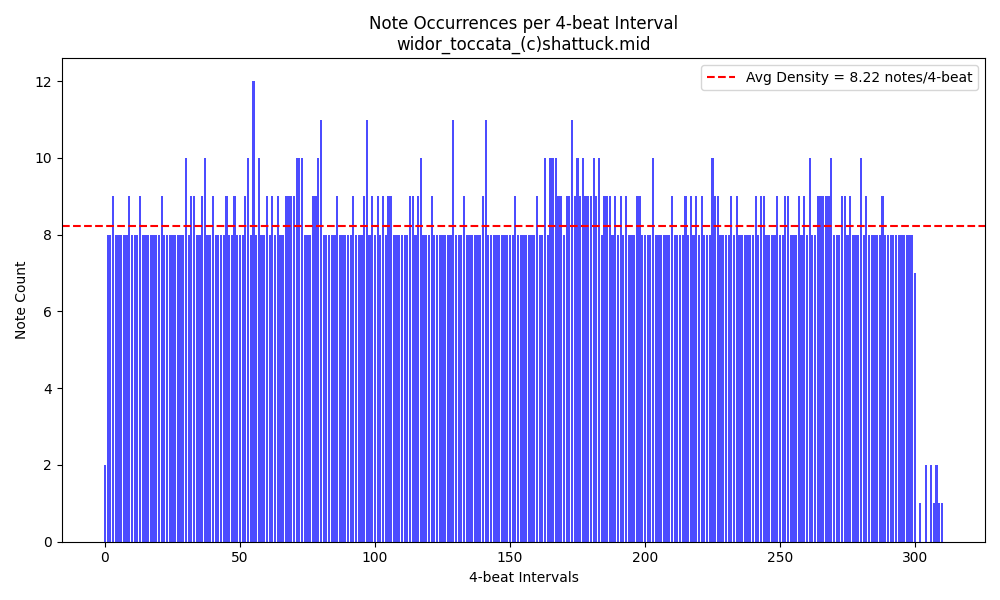 Note Occurrences per 4-beat Interval
widor_toccata_(c)shattuck.mid
Avg Density = 8.22 notes/4-beat
Note Count
12
10
8
6
4
2
0
0
50
100
150
200
250
300
4-beat Intervals